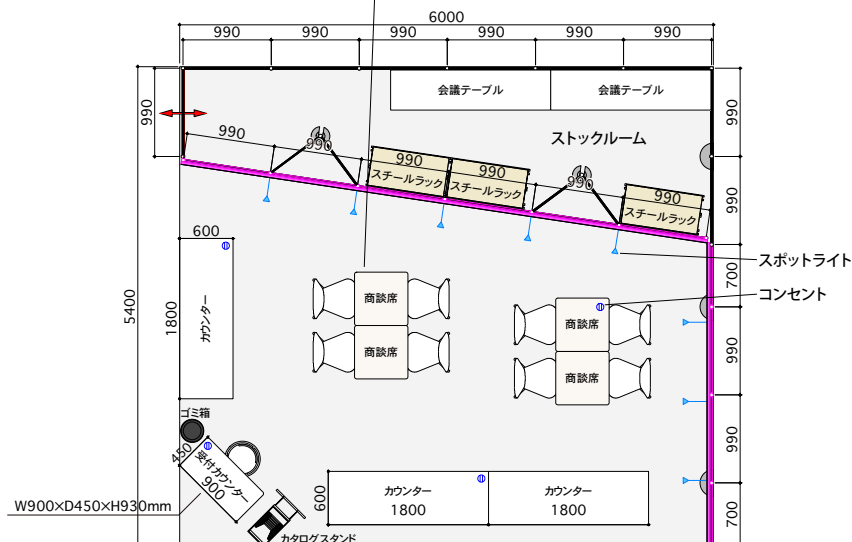 6000
990
990
990
990
990
990
会議テーブル
会議テーブル
990
990
990
ストックルーム
990
990
スチールラック
990
スチールラック
990
990
スチールラック
990
600
スポットライト
700
コンセント
5400
1800
カウンター
商談席
商談席
商談席
商談席
990
ゴミ箱
450
受付カウンター
900
990
W900×D450×H930mm
600
カウンター
1800
カウンター
1800
700
カタログスタンド